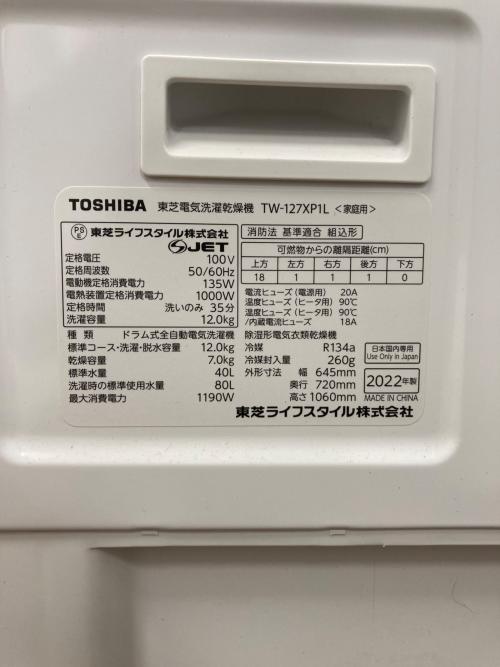 TOSHIBA 東芝電気洗濯乾燥機 TW-127XP1L <家庭用>
PS E 東芝ライフスタイル株式会社
S JET
定格電圧 100V
定格周波数 50/60Hz
電動機定格消費電力 135W
電熱装置定格消費電力 1000W
定格時間 洗いのみ 35分
洗濯容量 12.0kg
種類 ドラム式全自動電気洗濯機
標準コース・洗濯・脱水容量 12.0kg
乾燥容量 7.0kg
標準水量 40L
洗濯時の標準使用水量 80L
最大消費電力 1190W
消防法 基準適合 組込形
可燃物からの離隔距離(cm)
上方 左方 右方 後方 下方
18 1 1 1 0
電流ヒューズ(電源用) 20A
温度ヒューズ(ヒータ用) 90℃
温度ヒューズ(ヒータ用) 90℃
/内蔵電流ヒューズ 18A
除湿形電気衣類乾燥機
冷媒 R134a
冷媒封入量 260g
外形寸法 幅 645mm
奥行 720mm
高さ 1060mm
日本国内専用
Use Only in Japan
2022年製
MADE IN CHINA
東芝ライフスタイル株式会社